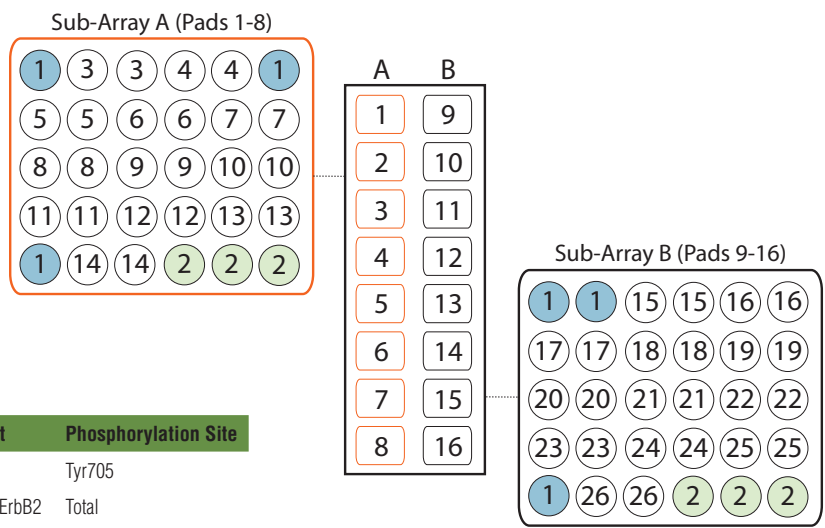 Sub-Array A (Pads 1-8)
1 3 3 4 4 1
5 5 6 6 7 7
8 8 9 9 10 10
11 11 12 12 13 13
1 14 14 2 2 2
A B
1 9
2 10
3 11
4 12
5 13
6 14
7 15
8 16
Sub-Array B (Pads 9-16)
1 1 15 15 16 16
17 17 18 18 19 19
20 20 21 21 22 22
23 23 24 24 25 25
1 26 26 2 2 2
t Phosphorylation Site
Tyr705
ErbB2 Total